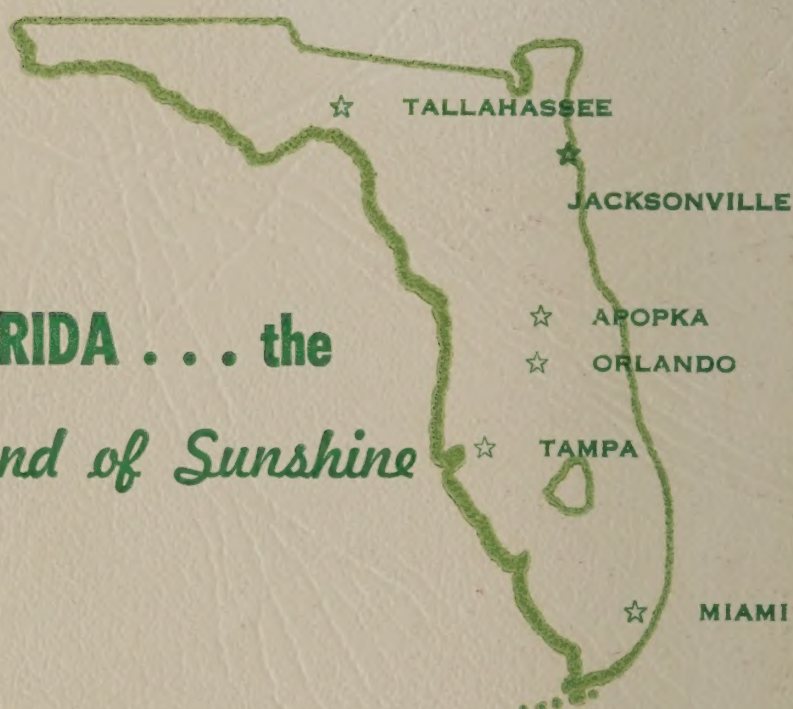 TALLAHASSEE
JACKSONVILLE
RIDA . . . the
APOPKA
ORLANDO
nd of Sunshine
TAMPA
MIAMI